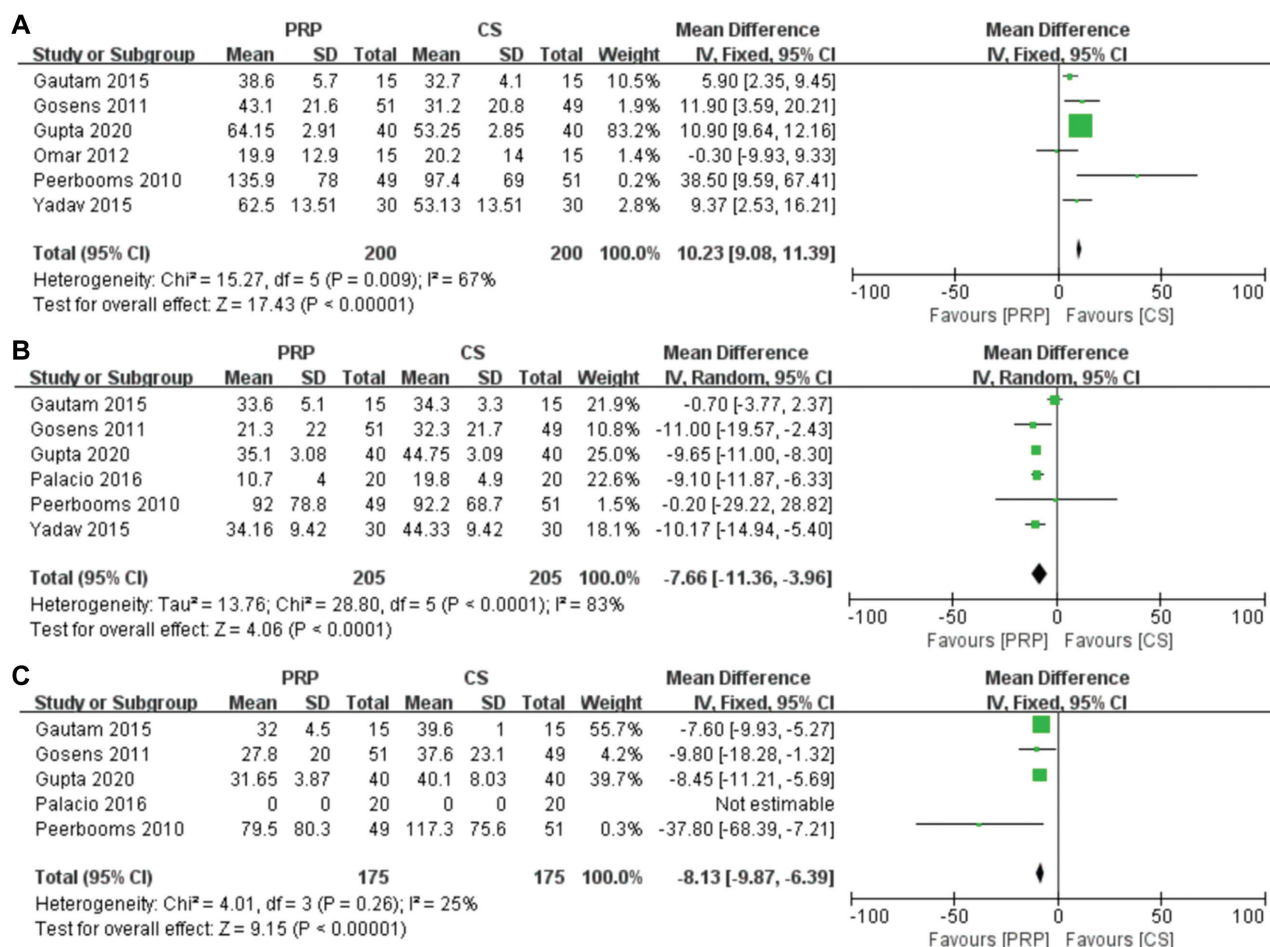 A
PRP CS Mean Difference Mean Difference
Study or Subgroup Mean SD Total Mean SD Total Weight IV, Fixed, 95% CI IV, Fixed, 95% CI
Gautam 2015 38.6 5.7 15 32.7 4.1 15 10.5% 5.90 [2.35, 9.45]
Gosens 2011 43.1 21.6 51 31.2 20.8 49 1.9% 11.90 [3.59, 20.21]
Gupta 2020 64.15 2.91 40 53.25 2.85 40 83.2% 10.90 [9.64, 12.16]
Omar 2012 19.9 12.9 15 20.2 14 15 1.4% -0.30 [-9.93, 9.33]
Peerbooms 2010 135.9 78 49 97.4 69 51 0.2% 38.50 [9.59, 67.41]
Yadav 2015 62.5 13.51 30 53.13 13.51 30 2.8% 9.37 [2.53, 16.21]
Total (95% CI) 200 200 100.0% 10.23 [9.08, 11.39]
Heterogeneity: Chi² = 15.27, df = 5 (P = 0.009); I² = 67%
Test for overall effect: Z = 17.43 (P < 0.00001)
-100 -50 0 50 100
Favours [PRP] Favours [CS]
B
PRP CS Mean Difference Mean Difference
Study or Subgroup Mean SD Total Mean SD Total Weight IV, Random, 95% CI IV, Random, 95% CI
Gautam 2015 33.6 5.1 15 34.3 3.3 15 21.9% -0.70 [-3.77, 2.37]
Gosens 2011 21.3 22 51 32.3 21.7 49 10.8% -11.00 [-19.57, -2.43]
Gupta 2020 35.1 3.08 40 44.75 3.09 40 25.0% -9.65 [-11.00, -8.30]
Palacio 2016 10.7 4 20 19.8 4.9 20 22.6% -9.10 [-11.87, -6.33]
Peerbooms 2010 92 78.8 49 92.2 68.7 51 1.5% -0.20 [-29.22, 28.82]
Yadav 2015 34.16 9.42 30 44.33 9.42 30 18.1% -10.17 [-14.94, -5.40]
Total (95% CI) 205 205 100.0% -7.66 [-11.36, -3.96]
Heterogeneity: Tau² = 13.76; Chi² = 28.80, df = 5 (P < 0.0001); I² = 83%
Test for overall effect: Z = 4.06 (P < 0.0001)
-100 -50 0 50 100
Favours [PRP] Favours [CS]
C
PRP CS Mean Difference Mean Difference
Study or Subgroup Mean SD Total Mean SD Total Weight IV, Fixed, 95% CI IV, Fixed, 95% CI
Gautam 2015 32 4.5 15 39.6 1 15 55.7% -7.60 [-9.93, -5.27]
Gosens 2011 27.8 20 51 37.6 23.1 49 4.2% -9.80 [-18.28, -1.32]
Gupta 2020 31.65 3.87 40 40.1 8.03 40 39.7% -8.45 [-11.21, -5.69]
Palacio 2016 0 0 20 0 0 20 Not estimable
Peerbooms 2010 79.5 80.3 49 117.3 75.6 51 0.3% -37.80 [-68.39, -7.21]
Total (95% CI) 175 175 100.0% -8.13 [-9.87, -6.39]
Heterogeneity: Chi² = 4.01, df = 3 (P = 0.26); I² = 25%
Test for overall effect: Z = 9.15 (P < 0.00001)
-100 -50 0 50 100
Favours [PRP] Favours [CS]